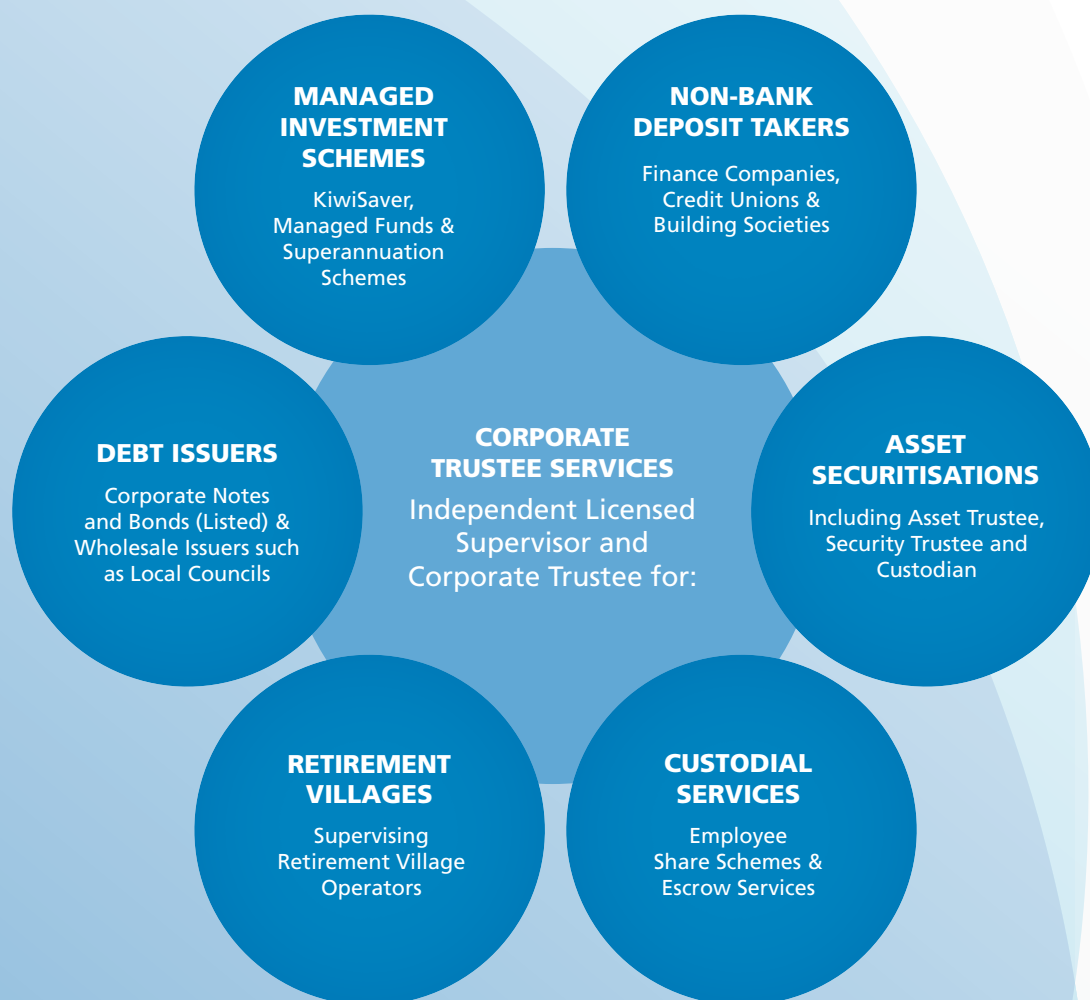 MANAGED
INVESTMENT
SCHEMES
KiwiSaver,
Managed Funds &
Superannuation
Schemes
NON-BANK
DEPOSIT TAKERS
Finance Companies,
Credit Unions &
Building Societies
DEBT ISSUERS
Corporate Notes
and Bonds (Listed) &
Wholesale Issuers such
as Local Councils
CORPORATE
TRUSTEE SERVICES
Independent Licensed
Supervisor and
Corporate Trustee for:
ASSET
SECURITISATIONS
Including Asset Trustee,
Security Trustee and
Custodian
RETIREMENT
VILLAGES
Supervising
Retirement Village
Operators
CUSTODIAL
SERVICES
Employee
Share Schemes &
Escrow Services